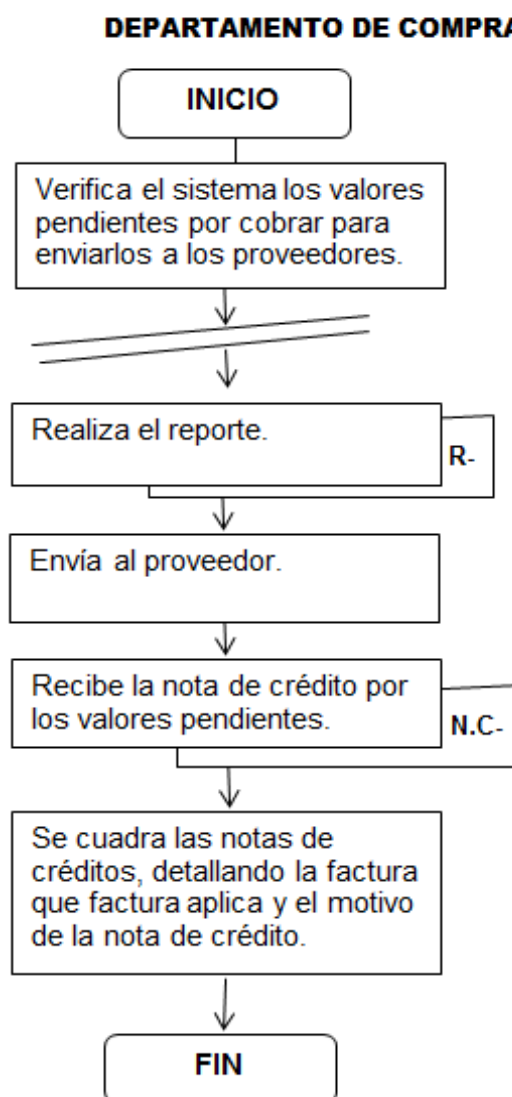 DEPARTAMENTO DE COMPRA
INICIO
Verifica el sistema los valores
pendientes por cobrar para
enviarlos a los proveedores.
Realiza el reporte.
R-
Envía al proveedor.
Recibe la nota de crédito por
los valores pendientes.
N.C-
Se cuadra las notas de
créditos, detallando la factura
que factura aplica y el motivo
de la nota de crédito.
FIN